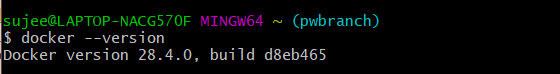 sujee@LAPTOP-NACG570F MINGW64 ~ (pwbranch)
$ docker --version
Docker version 28.4.0, build d8eb465